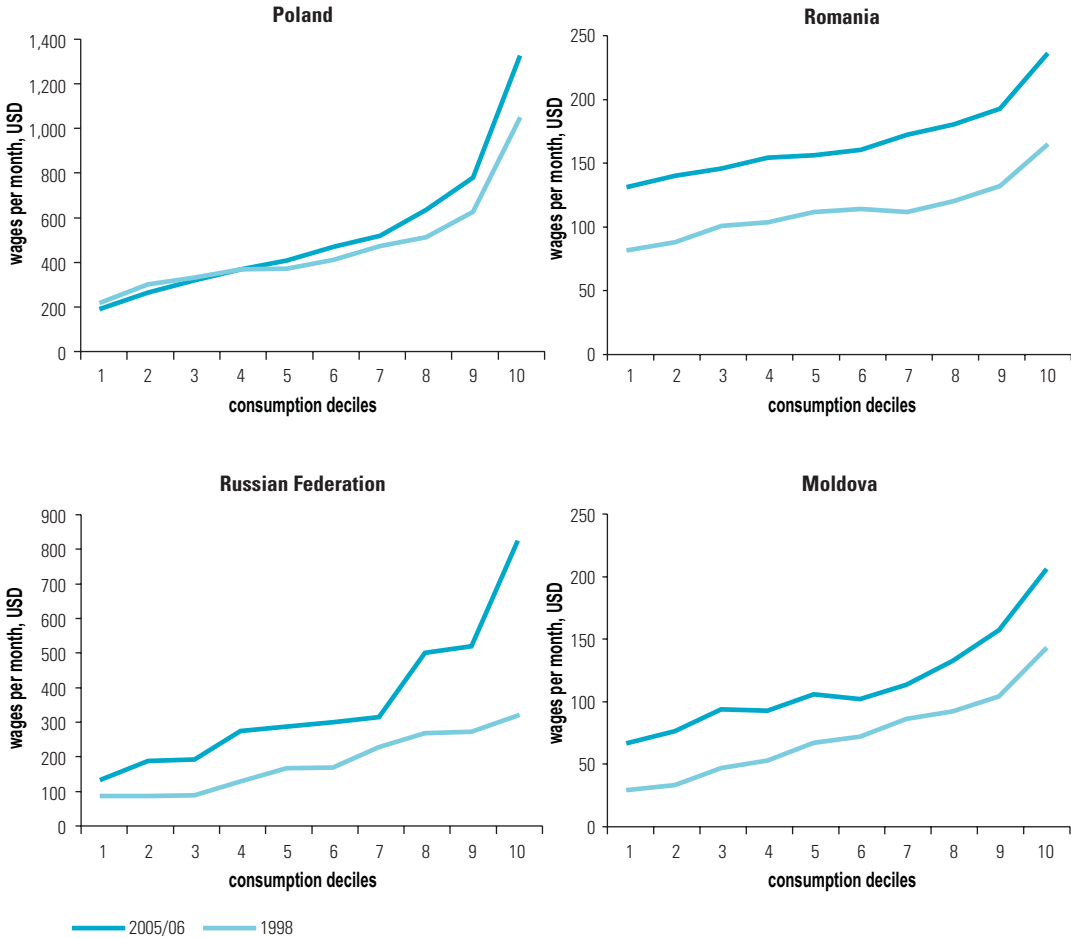 Poland
1,400
1,200
1,000
800
600
400
200
0
wages per month, USD
1 2 3 4 5 6 7 8 9 10
consumption deciles
Romania
250
200
150
100
50
0
wages per month, USD
1 2 3 4 5 6 7 8 9 10
consumption deciles
Russian Federation
900
800
700
600
500
400
300
200
100
0
wages per month, USD
1 2 3 4 5 6 7 8 9 10
consumption deciles
Moldova
250
200
150
100
50
0
wages per month, USD
1 2 3 4 5 6 7 8 9 10
consumption deciles
2005/06 1998